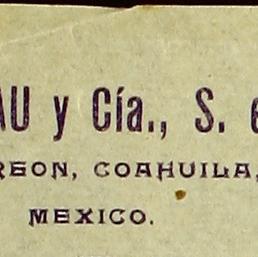 AU y Cía., S. e
REON, COAHUILA,
MEXICO.